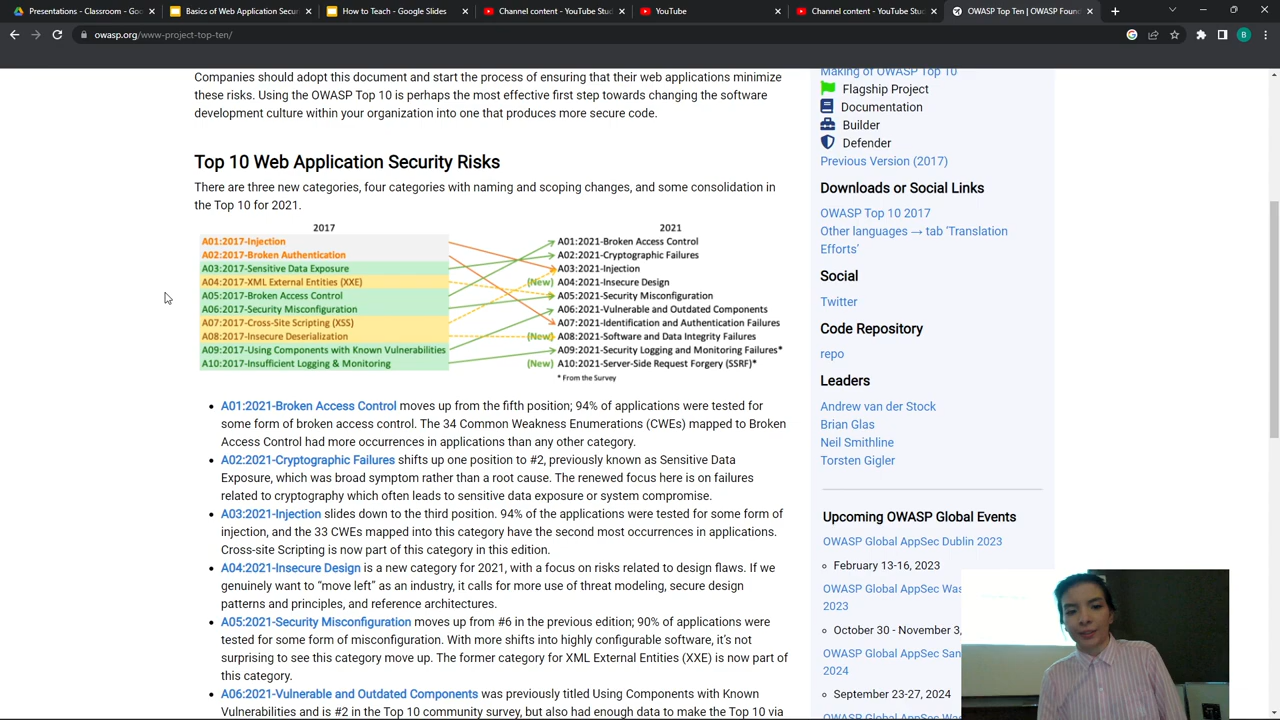 Presentations - Classroom - Go
Basics of Web Application Secu
How to Teach - Google Slides
Channel content - YouTube Stu
YouTube
Channel content - YouTube Stud
OWASP Top Ten | OWASP Foun
owasp.org/www-project-top-ten/
B
Companies should adopt this document and start the process of ensuring that their web applications minimize
these risks. Using the OWASP Top 10 is perhaps the most effective first step towards changing the software
development culture within your organization into one that produces more secure code.
Top 10 Web Application Security Risks
There are three new categories, four categories with naming and scoping changes, and some consolidation in
the Top 10 for 2021.
2017
A01:2017-Injection
A02:2017-Broken Authentication
A03:2017-Sensitive Data Exposure
A04:2017-XML External Entities (XXE)
A05:2017-Broken Access Control
A06:2017-Security Misconfiguration
A07:2017-Cross-Site Scripting (XSS)
A08:2017-Insecure Deserialization
A09:2017-Using Components with Known Vulnerabilities
A10:2017-Insufficient Logging & Monitoring
2021
A01:2021-Broken Access Control
A02:2021-Cryptographic Failures
A03:2021-Injection
(New) A04:2021-Insecure Design
A05:2021-Security Misconfiguration
A06:2021-Vulnerable and Outdated Components
A07:2021-Identification and Authentication Failures
(New) A08:2021-Software and Data Integrity Failures
A09:2021-Security Logging and Monitoring Failures*
(New) A10:2021-Server-Side Request Forgery (SSRF)*
* From the Survey
• A01:2021-Broken Access Control moves up from the fifth position; 94% of applications were tested for
some form of broken access control. The 34 Common Weakness Enumerations (CWEs) mapped to Broken
Access Control had more occurrences in applications than any other category.
• A02:2021-Cryptographic Failures shifts up one position to #2, previously known as Sensitive Data
Exposure, which was broad symptom rather than a root cause. The renewed focus here is on failures
related to cryptography which often leads to sensitive data exposure or system compromise.
• A03:2021-Injection slides down to the third position. 94% of the applications were tested for some form of
injection, and the 33 CWEs mapped into this category have the second most occurrences in applications.
Cross-site Scripting is now part of this category in this edition.
• A04:2021-Insecure Design is a new category for 2021, with a focus on risks related to design flaws. If we
genuinely want to “move left” as an industry, it calls for more use of threat modeling, secure design
patterns and principles, and reference architectures.
• A05:2021-Security Misconfiguration moves up from #6 in the previous edition; 90% of applications were
tested for some form of misconfiguration. With more shifts into highly configurable software, it’s not
surprising to see this category move up. The former category for XML External Entities (XXE) is now part of
this category.
• A06:2021-Vulnerable and Outdated Components was previously titled Using Components with Known
Vulnerabilities and is #2 in the Top 10 community survey, but also had enough data to make the Top 10 via
Making of OWASP Top 10
Flagship Project
Documentation
Builder
Defender
Previous Version (2017)
Downloads or Social Links
OWASP Top 10 2017
Other languages → tab ‘Translation
Efforts’
Social
Twitter
Code Repository
repo
Leaders
Andrew van der Stock
Brian Glas
Neil Smithline
Torsten Gigler
Upcoming OWASP Global Events
OWASP Global AppSec Dublin 2023
February 13-16, 2023
OWASP Global AppSec Was
2023
October 30 - November 3,
OWASP Global AppSec San
2024
September 23-27, 2024
OWASP Global AppSec Was